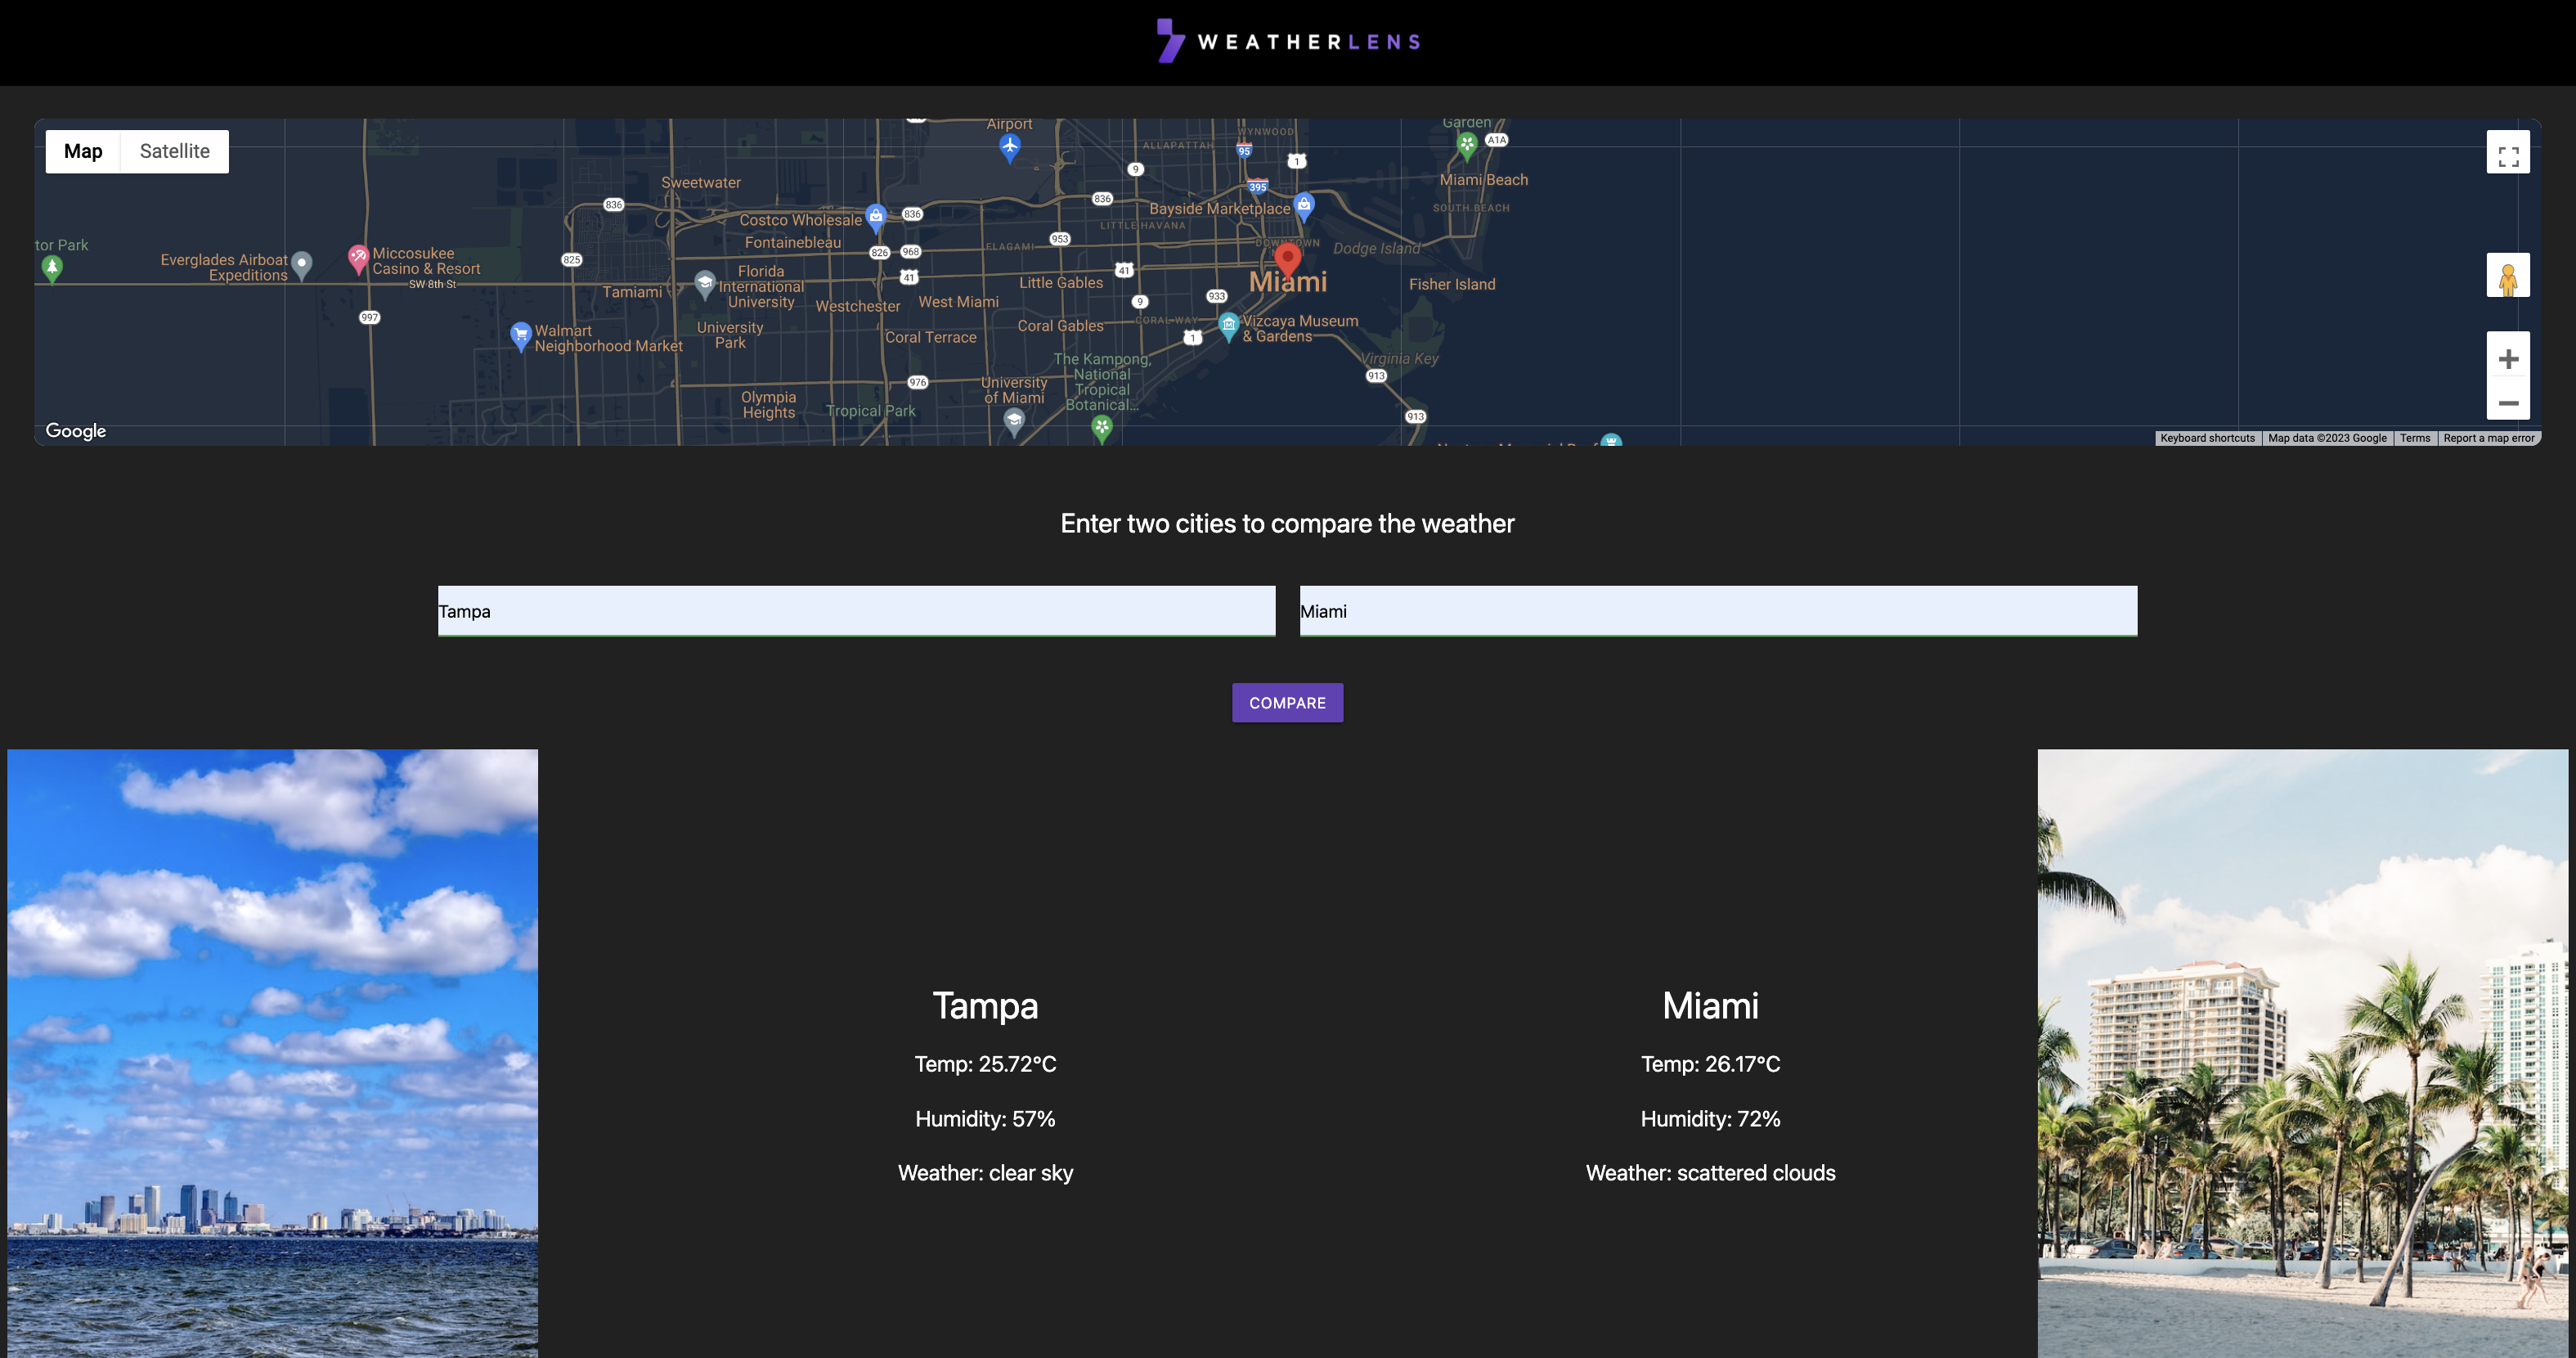 WEATHERLENS
Map
Satellite
Airport
WYNWOOD
Garden
A1A
ALLAPATTAH
95
1
9
Sweetwater
395
Miami Beach
836
836
Costco Wholesale
836
Bayside Marketplace
SOUTH BEACH
LITTLE HAVANA
tor Park
Fontainebleau
953
FLAGAMI
DOWNTOWN
Dodge Island
Everglades Airboat
Expeditions
Miccosukee
Casino & Resort
825
826
968
SW 8th St
Florida
International
University
41
41
Little Gables
Miami
Fisher Island
Tamiami
Westchester
West Miami
9
933
997
Walmart
Neighborhood Market
University
Park
Coral Terrace
Coral Gables
CORAL WAY
1
Vizcaya Museum
& Gardens
The Kampong,
National
Tropical
Botanical...
Virginia Key
913
976
University
of Miami
Olympia
Heights
Tropical Park
913
Google
Keyboard shortcuts
Map data ©2023 Google
Terms
Report a map error
Enter two cities to compare the weather
Tampa
Miami
COMPARE
Tampa
Temp: 25.72°C
Humidity: 57%
Weather: clear sky
Miami
Temp: 26.17°C
Humidity: 72%
Weather: scattered clouds